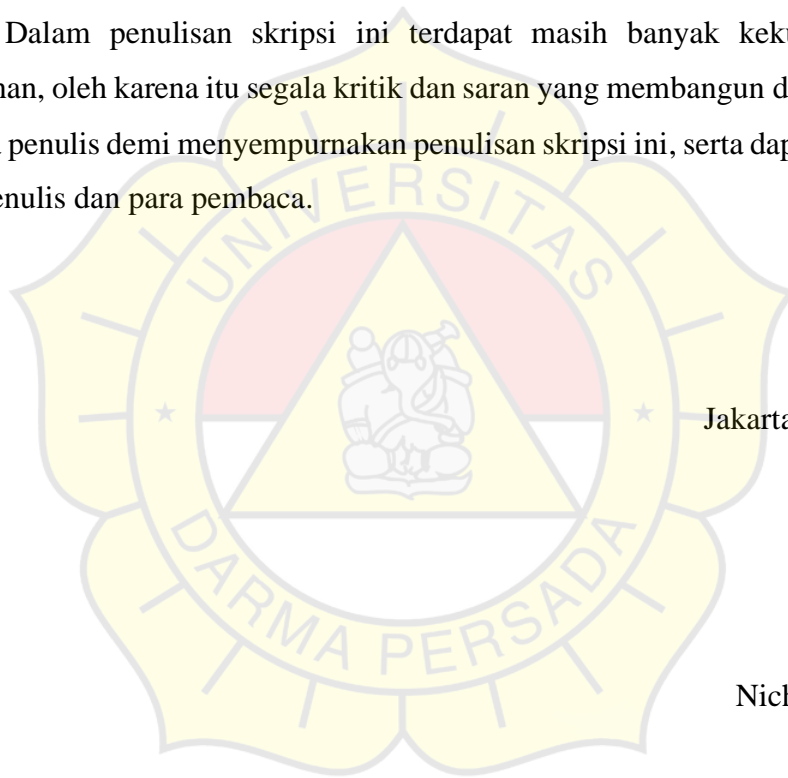 Dalam penulisan skripsi ini terdapat masih banyak keku
nan, oleh karena itu segala kritik dan saran yang membangun d
penulis demi menyempurnakan penulisan skripsi ini, serta dap
enulis dan para pembaca.
UNIVERSITAS
Jakarta
DARMA PERSADA
Nich